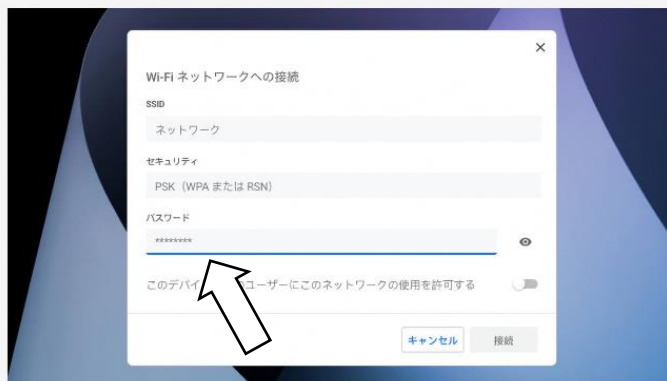 Wi-Fi ネットワークへの接続
SSID
ネットワーク
セキュリティ
PSK（WPA または RSN）
パスワード
********
このデバイ ユーザーにこのネットワークの使用を許可する
キャンセル 接続